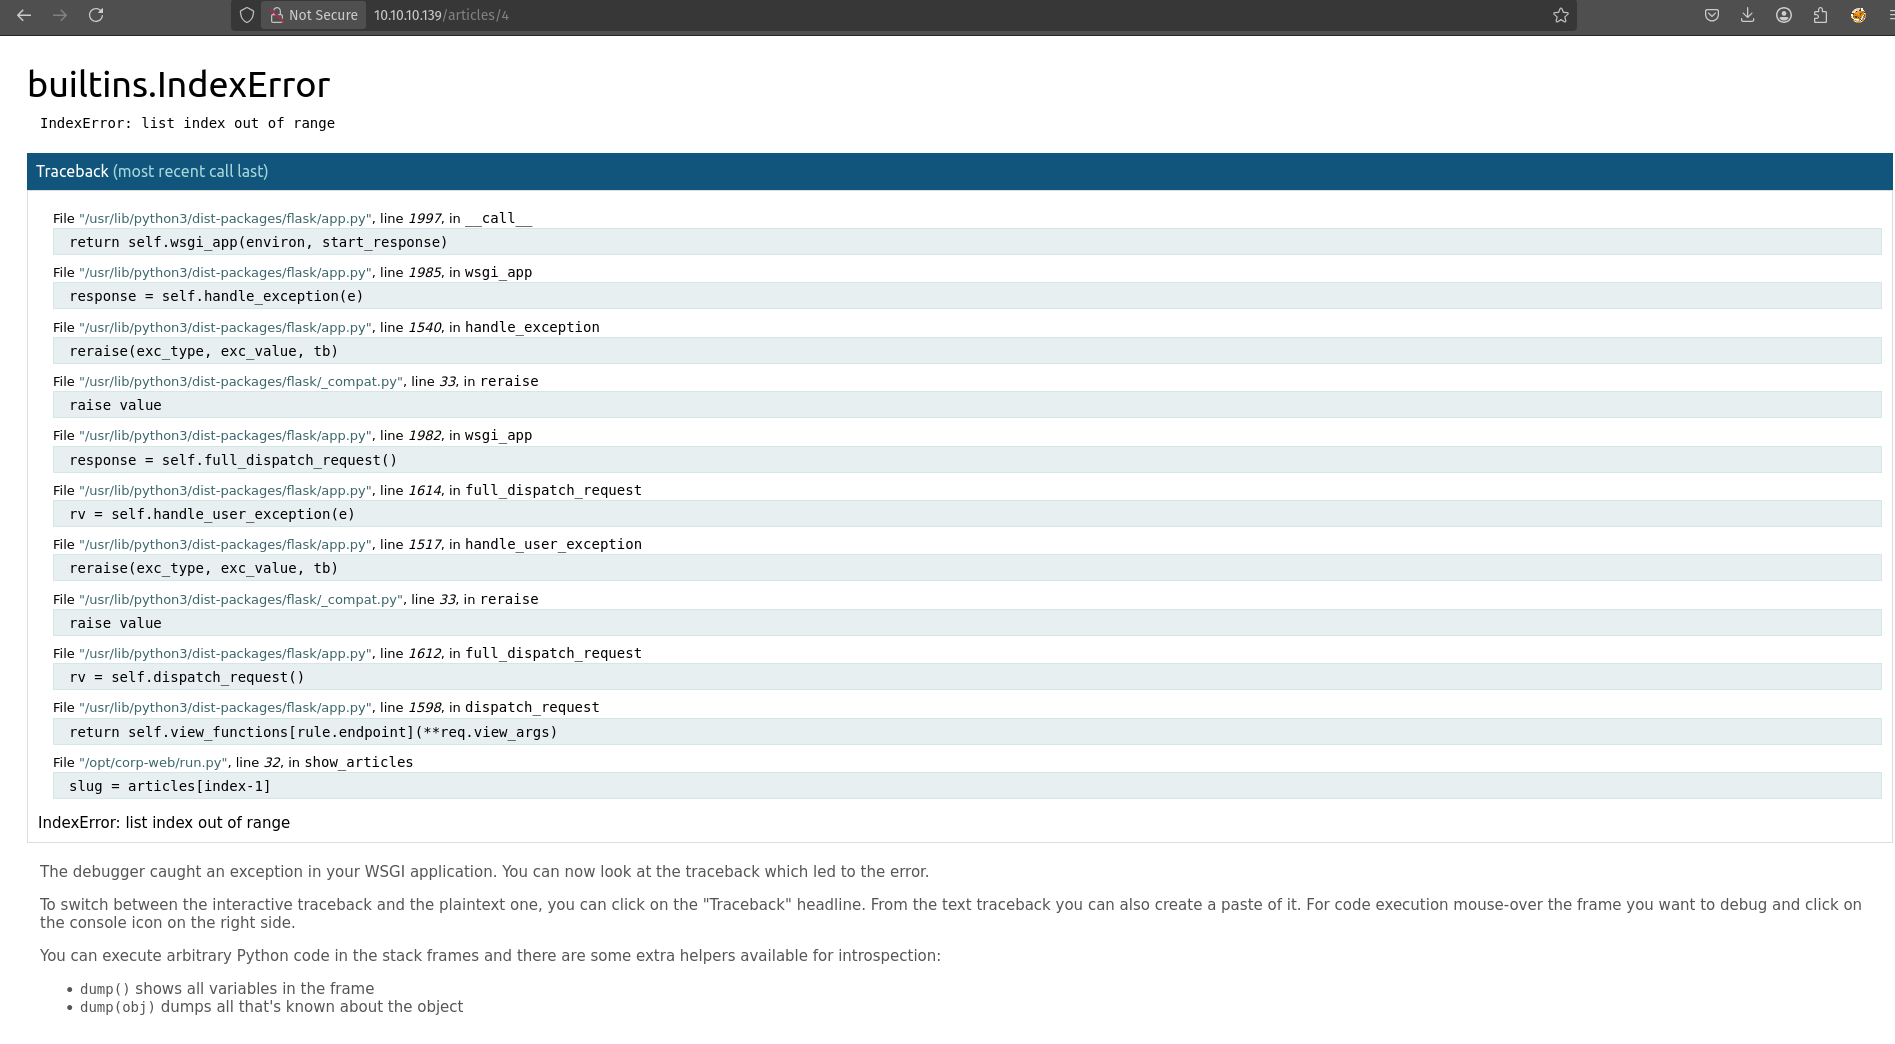 Not Secure 10.10.10.139/articles/4
builtins.IndexError
IndexError: list index out of range
Traceback (most recent call last)
File "/usr/lib/python3/dist-packages/flask/app.py", line 1997, in __call__
return self.wsgi_app(environ, start_response)
File "/usr/lib/python3/dist-packages/flask/app.py", line 1985, in wsgi_app
response = self.handle_exception(e)
File "/usr/lib/python3/dist-packages/flask/app.py", line 1540, in handle_exception
reraise(exc_type, exc_value, tb)
File "/usr/lib/python3/dist-packages/flask/_compat.py", line 33, in reraise
raise value
File "/usr/lib/python3/dist-packages/flask/app.py", line 1982, in wsgi_app
response = self.full_dispatch_request()
File "/usr/lib/python3/dist-packages/flask/app.py", line 1614, in full_dispatch_request
rv = self.handle_user_exception(e)
File "/usr/lib/python3/dist-packages/flask/app.py", line 1517, in handle_user_exception
reraise(exc_type, exc_value, tb)
File "/usr/lib/python3/dist-packages/flask/_compat.py", line 33, in reraise
raise value
File "/usr/lib/python3/dist-packages/flask/app.py", line 1612, in full_dispatch_request
rv = self.dispatch_request()
File "/usr/lib/python3/dist-packages/flask/app.py", line 1598, in dispatch_request
return self.view_functions[rule.endpoint](**req.view_args)
File "/opt/corp-web/run.py", line 32, in show_articles
slug = articles[index-1]
IndexError: list index out of range
The debugger caught an exception in your WSGI application. You can now look at the traceback which led to the error.
To switch between the interactive traceback and the plaintext one, you can click on the "Traceback" headline. From the text traceback you can also create a paste of it. For code execution mouse-over the frame you want to debug and click on
the console icon on the right side.
You can execute arbitrary Python code in the stack frames and there are some extra helpers available for introspection:
• dump() shows all variables in the frame
• dump(obj) dumps all that's known about the object